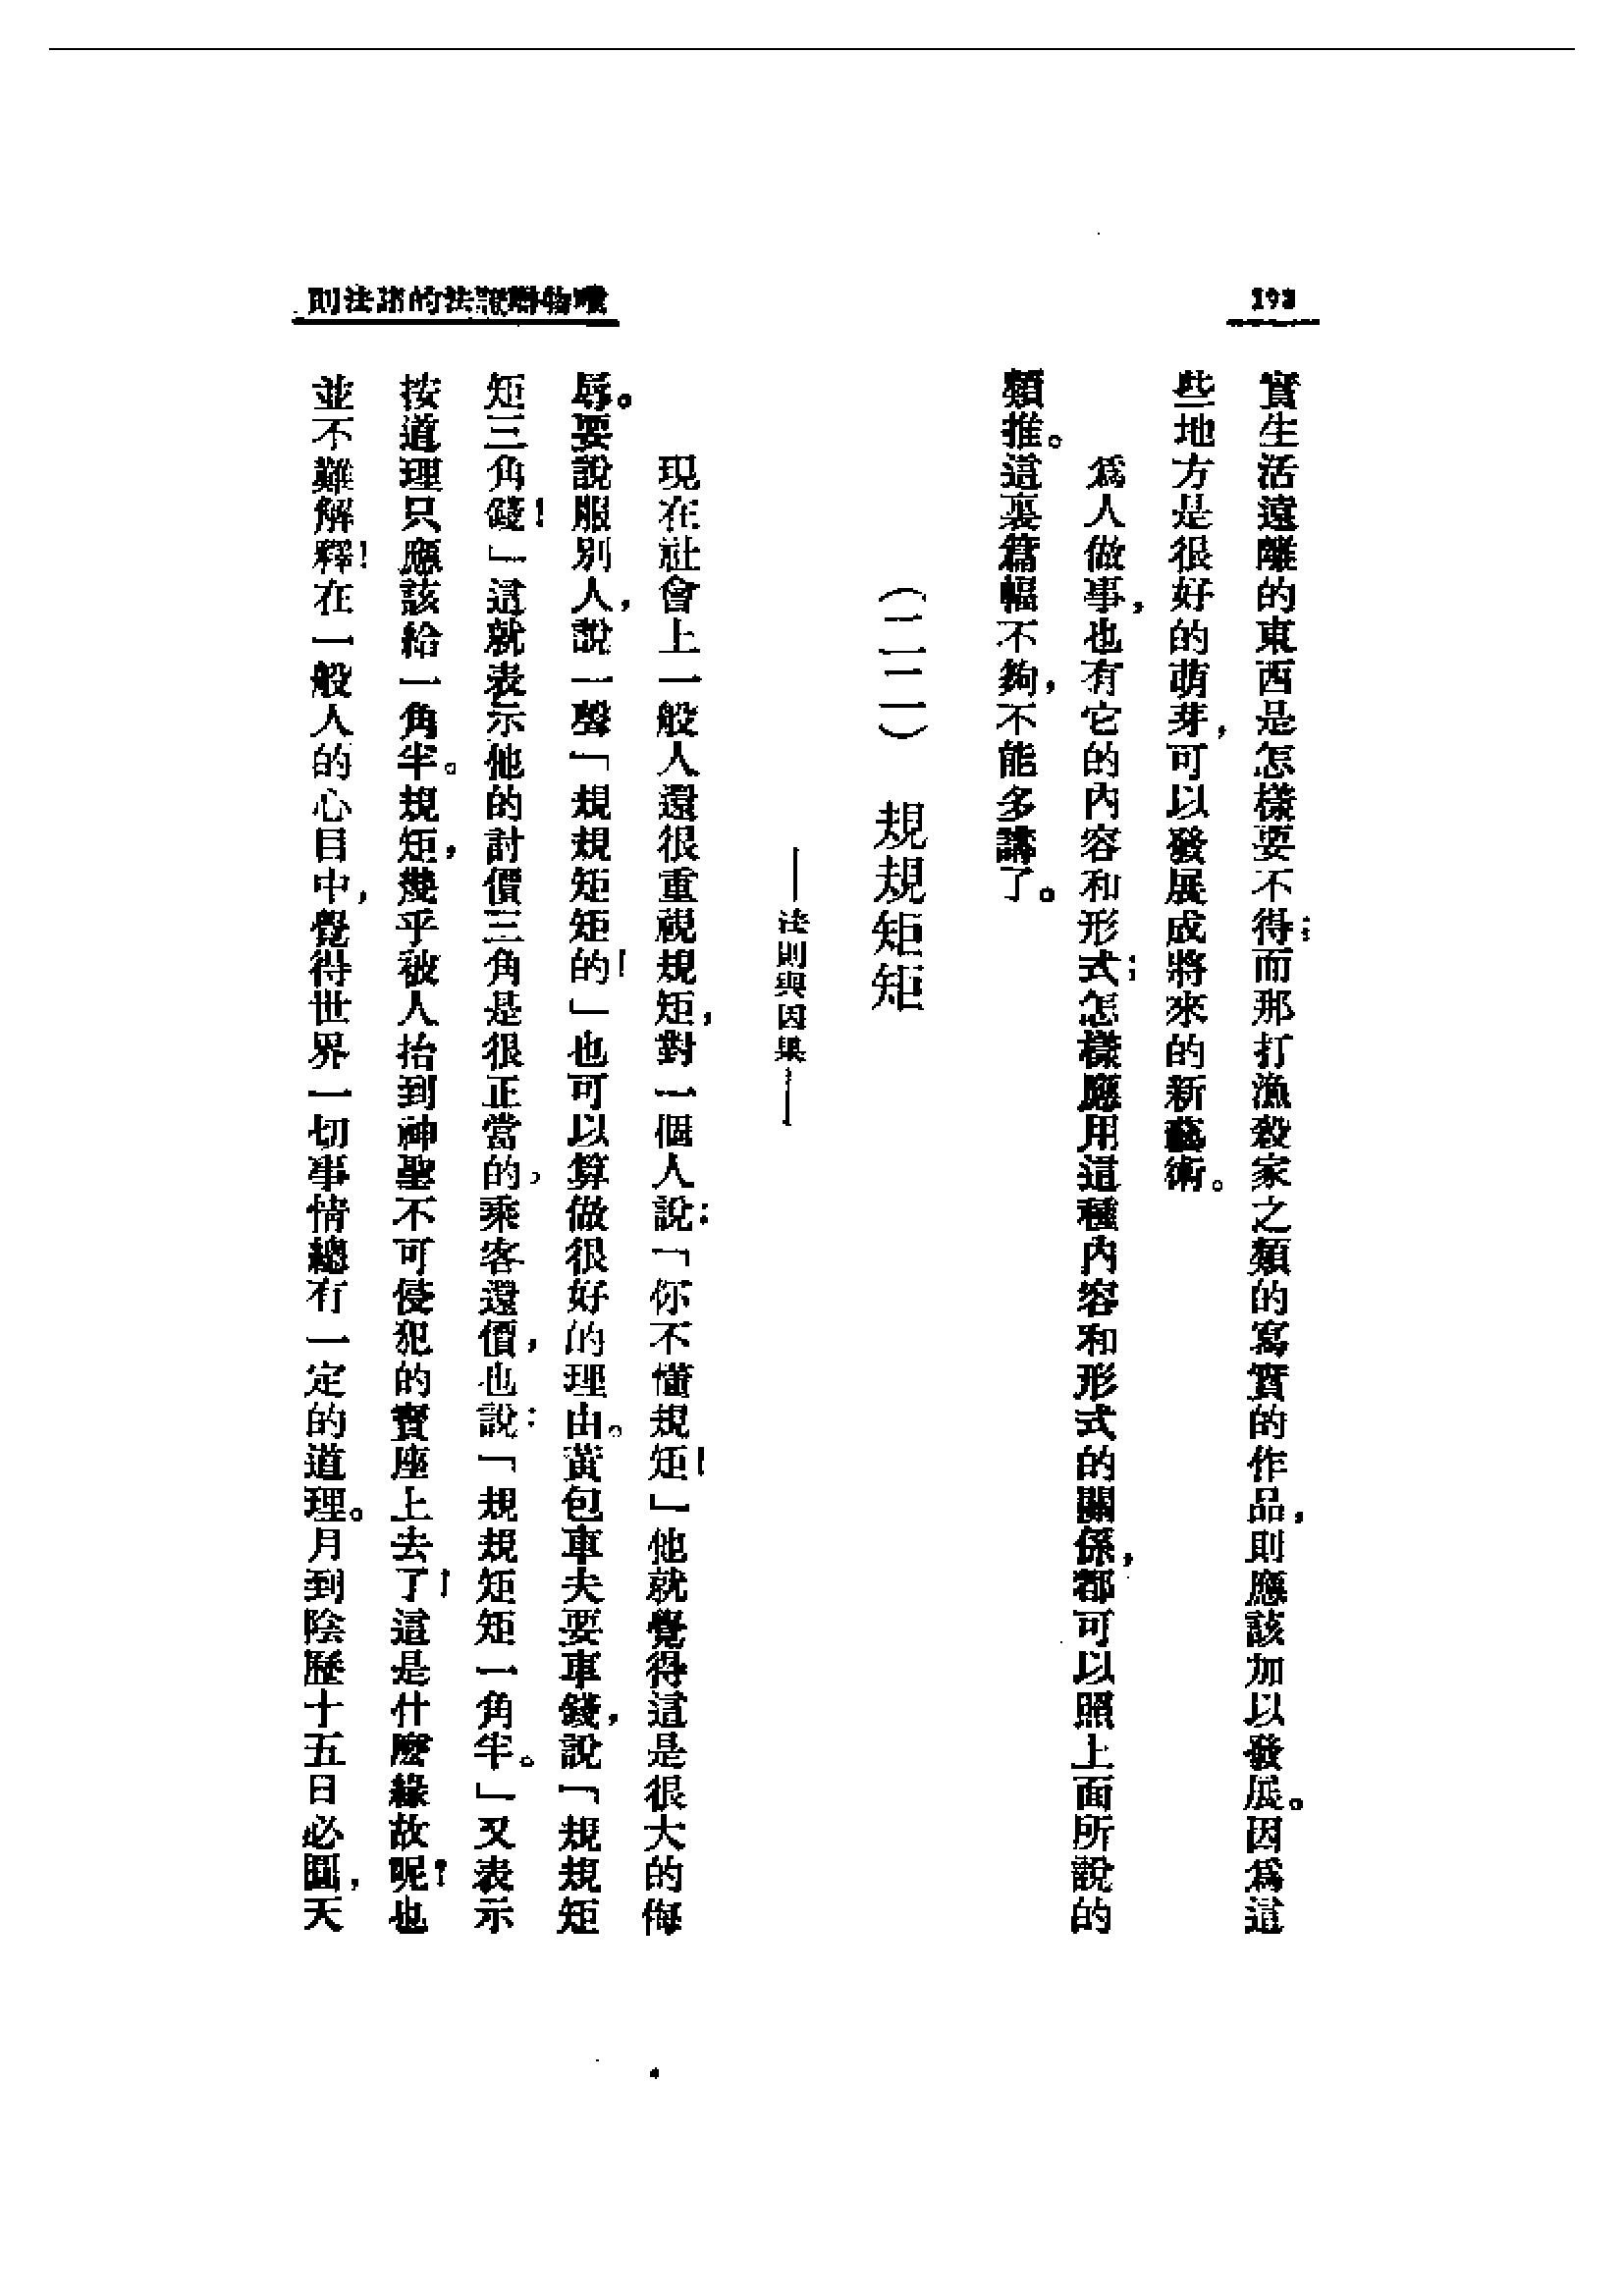 193
則法諸的法證辯物唯
實生活遠離的東西是怎樣要不得；而那打漁殺家之類的寫實的作品，則應該加以發展。因爲這
些地方是很好的萌芽，可以發展成將來的新藝術。
爲人做事，也有它的內容和形式；怎樣應用這種內容和形式的關係，都可以照上面所說的
類推。這裏篇幅不夠，不能多講了。
（二二）　規規矩矩
——法則與因果——
現在社會上一般人還很重視規矩，對一個人說：「你不懂規矩！」他就覺得這是很大的侮
辱。要說服別人，說一聲「規規矩矩的！」也可以算做很好的理由。黃包車夫要車錢，說「規規矩
矩三角錢！」這就表示他的討價三角是很正當的，乘客還價，也說：「規規矩矩一角半。」又表示
按道理只應該給一角半。規矩，幾乎被人抬到神聖不可侵犯的寶座上去了！這是什麼緣故呢？也
並不難解釋！在一般人的心目中，覺得世界一切事情總有一定的道理。月到陰歷十五日必圓，天